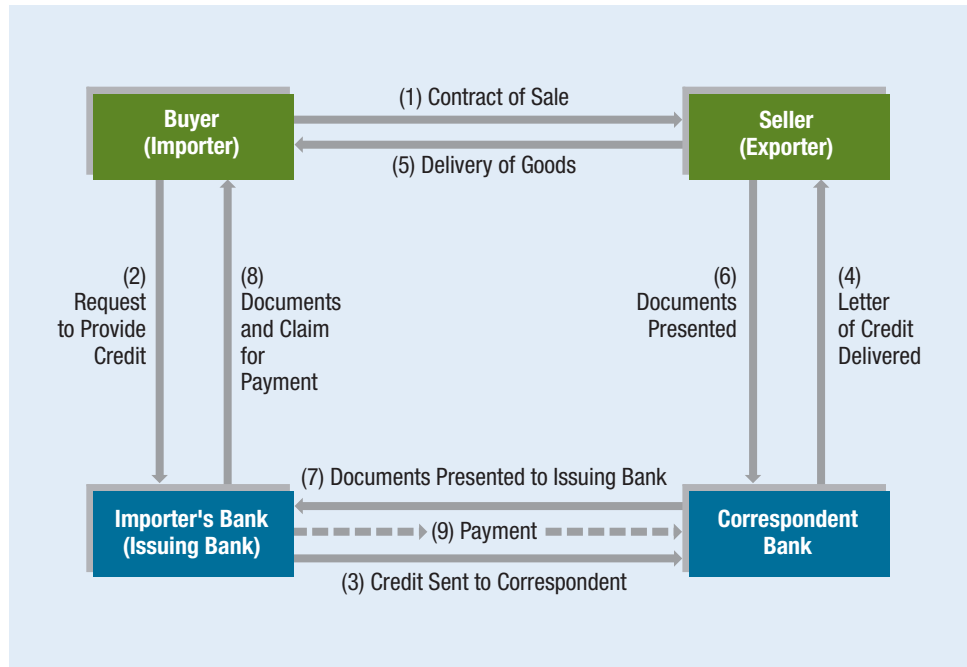 (1) Contract of Sale
Buyer
(Importer)
Seller
(Exporter)
(5) Delivery of Goods
(2)
Request
to Provide
Credit
(8)
Documents
and Claim
for
Payment
(6)
Documents
Presented
(4)
Letter
of Credit
Delivered
(7) Documents Presented to Issuing Bank
Importer's Bank
(Issuing Bank)
(9) Payment
Correspondent
Bank
(3) Credit Sent to Correspondent